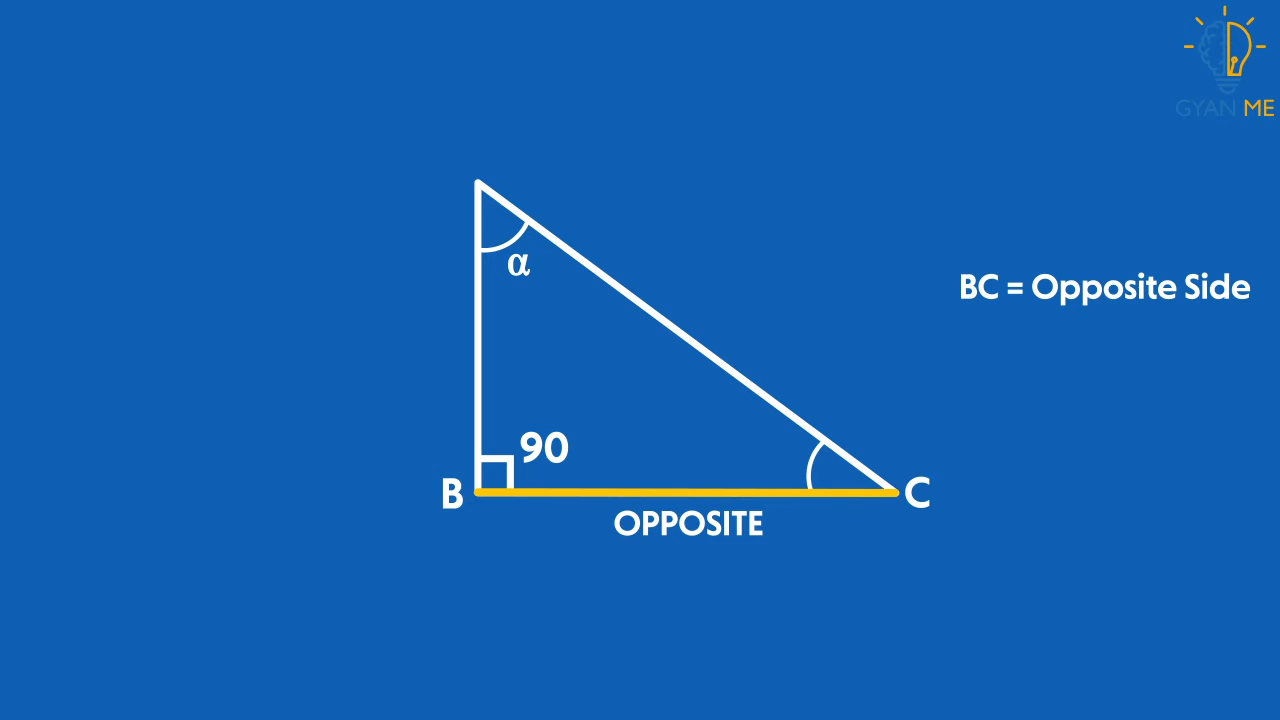 GYAN ME
α
BC = Opposite Side
90
B
C
OPPOSITE